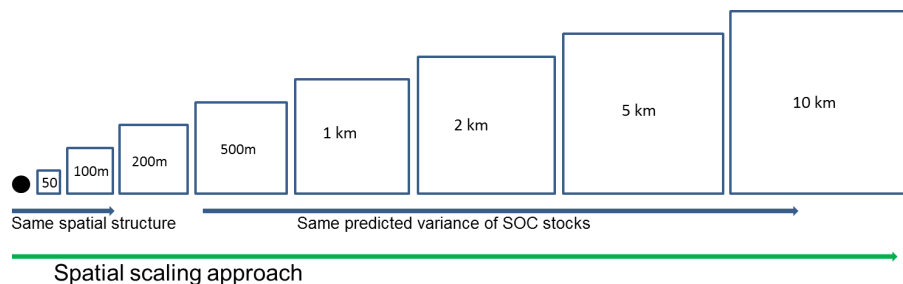 50
100m
200m
500m
1 km
2 km
5 km
10 km
Same spatial structure
Same predicted variance of SOC stocks
Spatial scaling approach